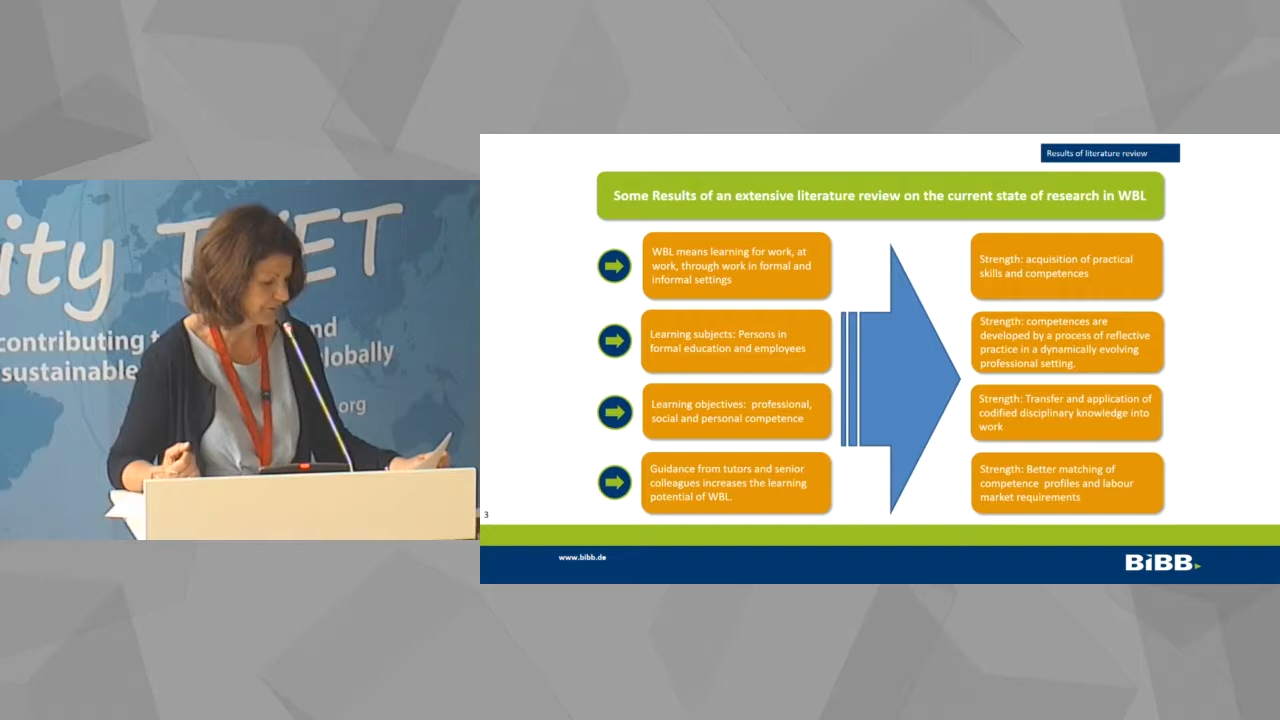 ity TVET
contributing t nd
lobally
sustainable
.org
Results of literature review
Some Results of an extensive literature review on the current state of research in WBL
WBL means learning for work, at
work, through work in formal and
informal settings
Learning subjects: Persons in
formal education and employees
Learning objectives: professional,
social and personal competence
Guidance from tutors and senior
colleagues increases the learning
potential of WBL.
Strength: acquisition of practical
skills and competences
Strength: competences are
developed by a process of reflective
practice in a dynamically evolving
professional setting.
Strength: Transfer and application of
codified disciplinary knowledge into
work
Strength: Better matching of
competence profiles and labour
market requirements
3
www.bibb.de
BiBB